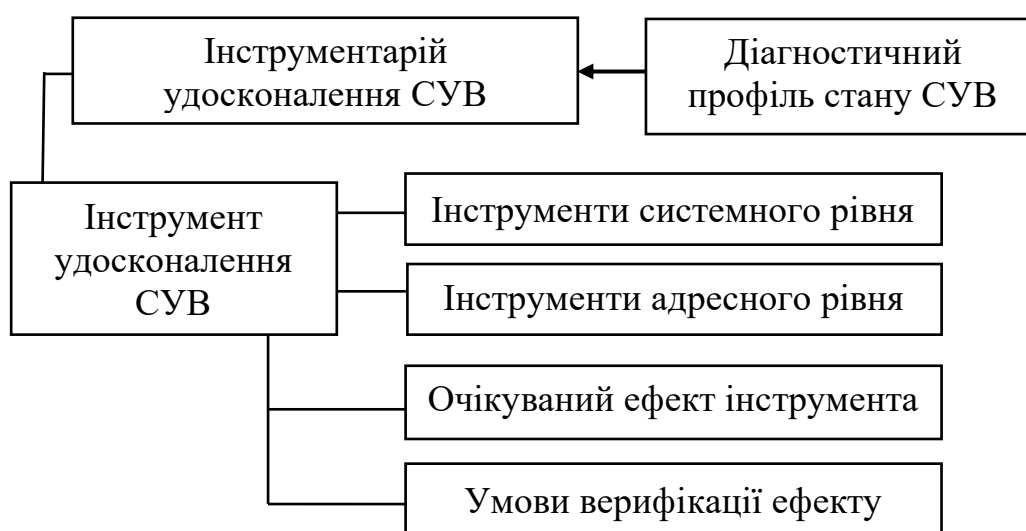 Інструментарій
удосконалення СУВ
Діагностичний
профіль стану СУВ
Інструмент
удосконалення
СУВ
Інструменти системного рівня
Інструменти адресного рівня
Очікуваний ефект інструмента
Умови верифікації ефекту